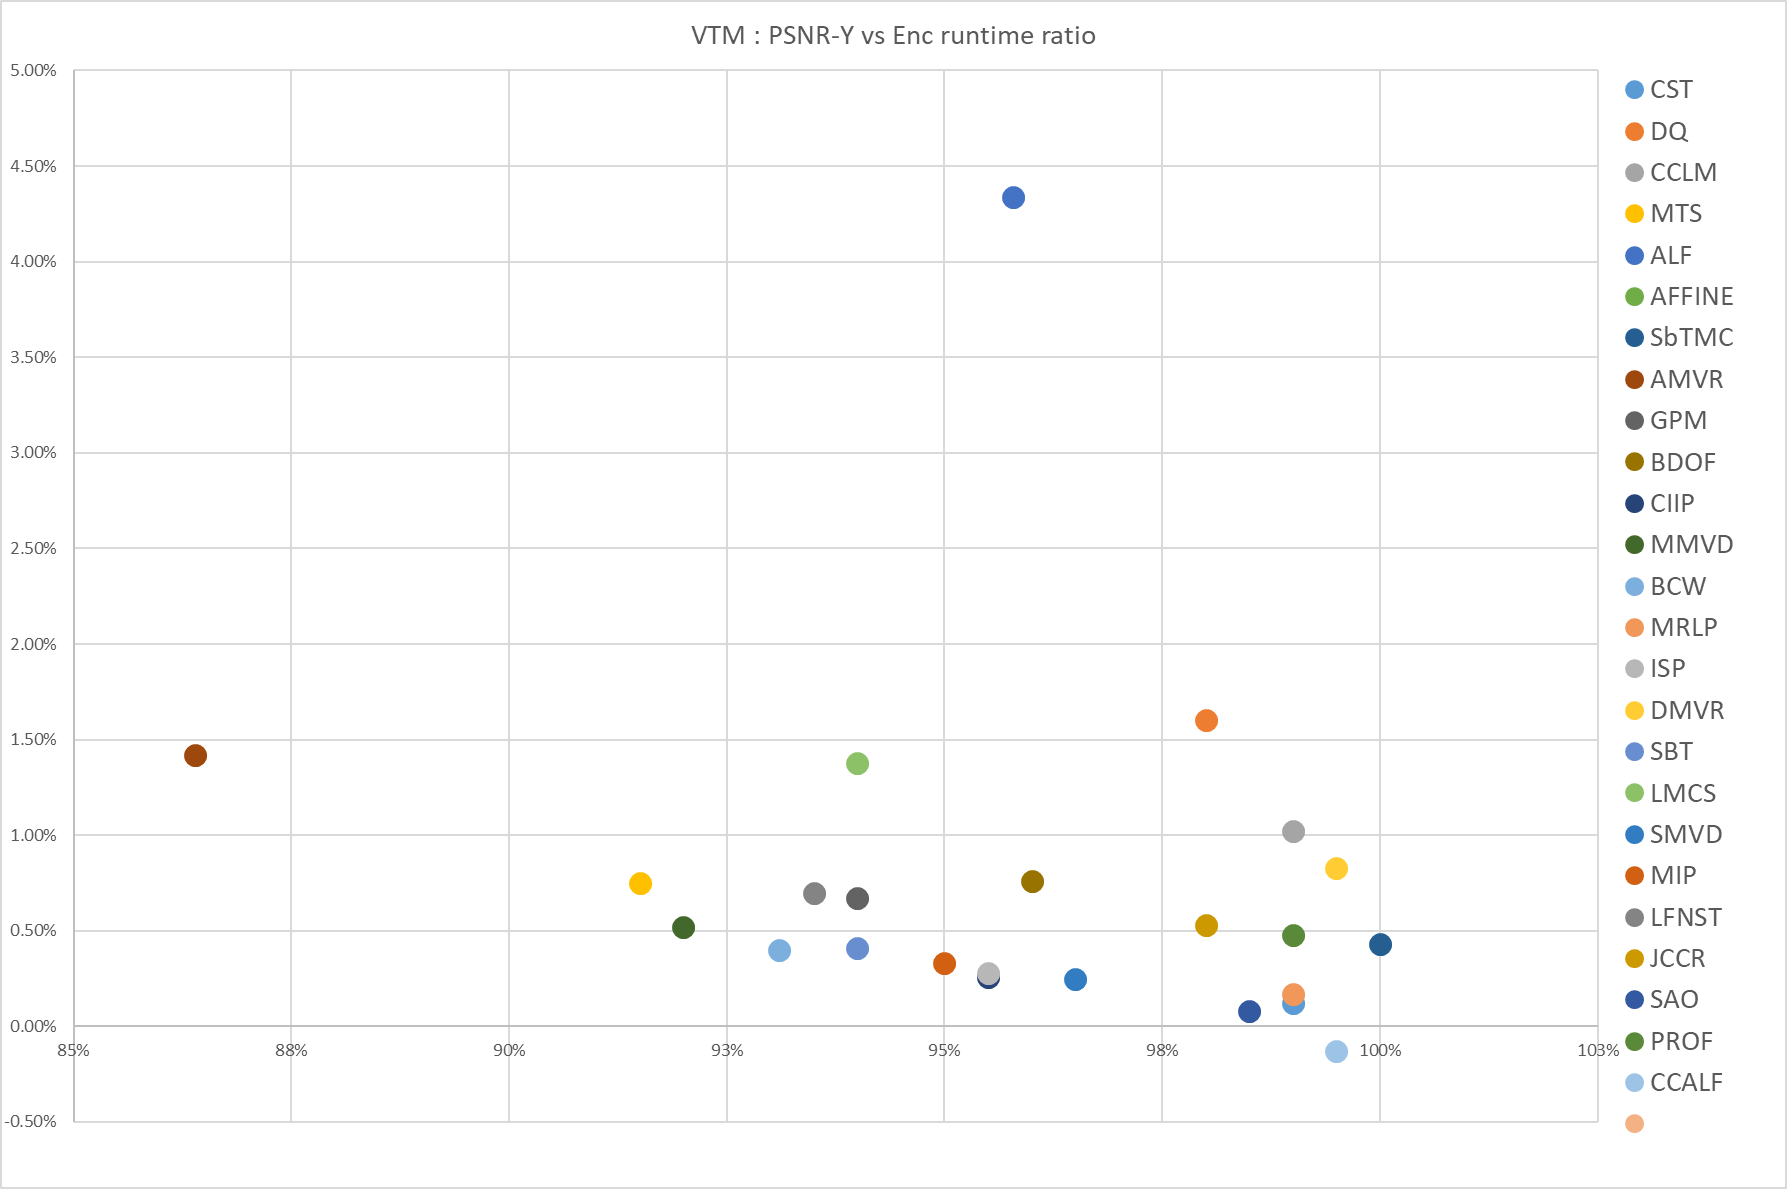 VTM : PSNR-Y vs Enc runtime ratio
5.00%
4.50%
4.00%
3.50%
3.00%
2.50%
2.00%
1.50%
1.00%
0.50%
0.00%
-0.50%
85%
88%
90%
93%
95%
98%
100%
103%
CST
DQ
CCLM
MTS
ALF
AFFINE
SbTMC
AMVR
GPM
BDOF
CIIP
MMVD
BCW
MRLP
ISP
DMVR
SBT
LMCS
SMVD
MIP
LFNST
JCCR
SAO
PROF
CCALF